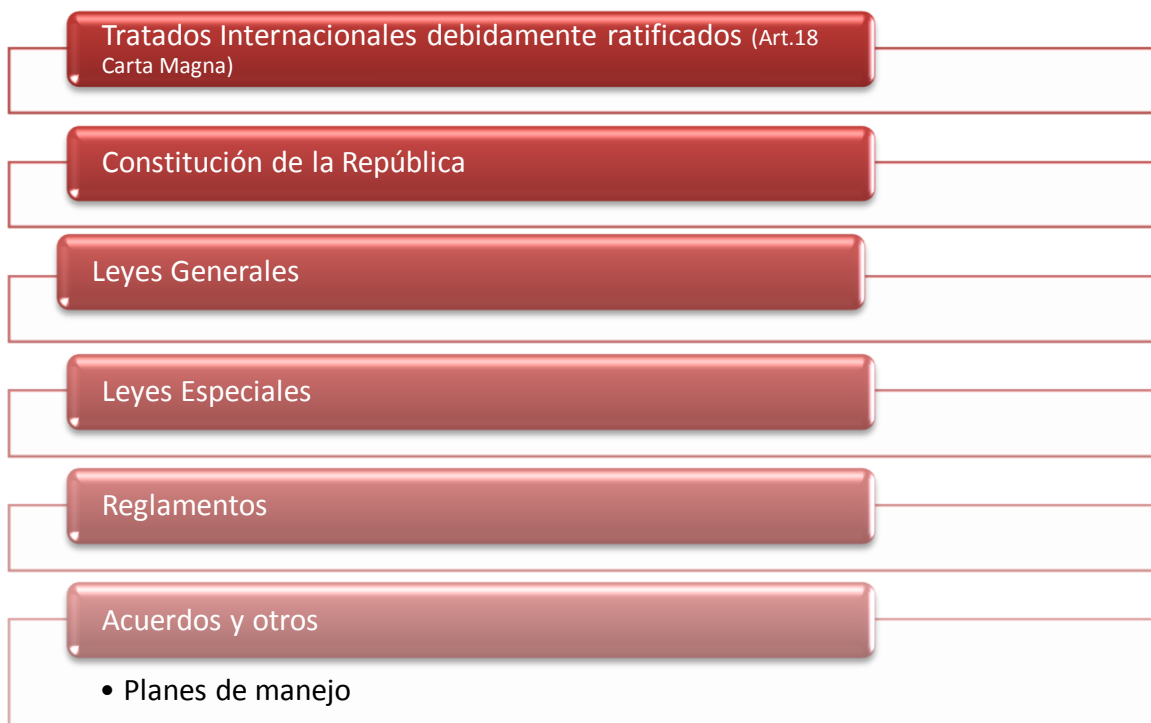 Tratados Internacionales debidamente ratificados (Art.18
Carta Magna)
Constitución de la República
Leyes Generales
Leyes Especiales
Reglamentos
Acuerdos y otros
• Planes de manejo